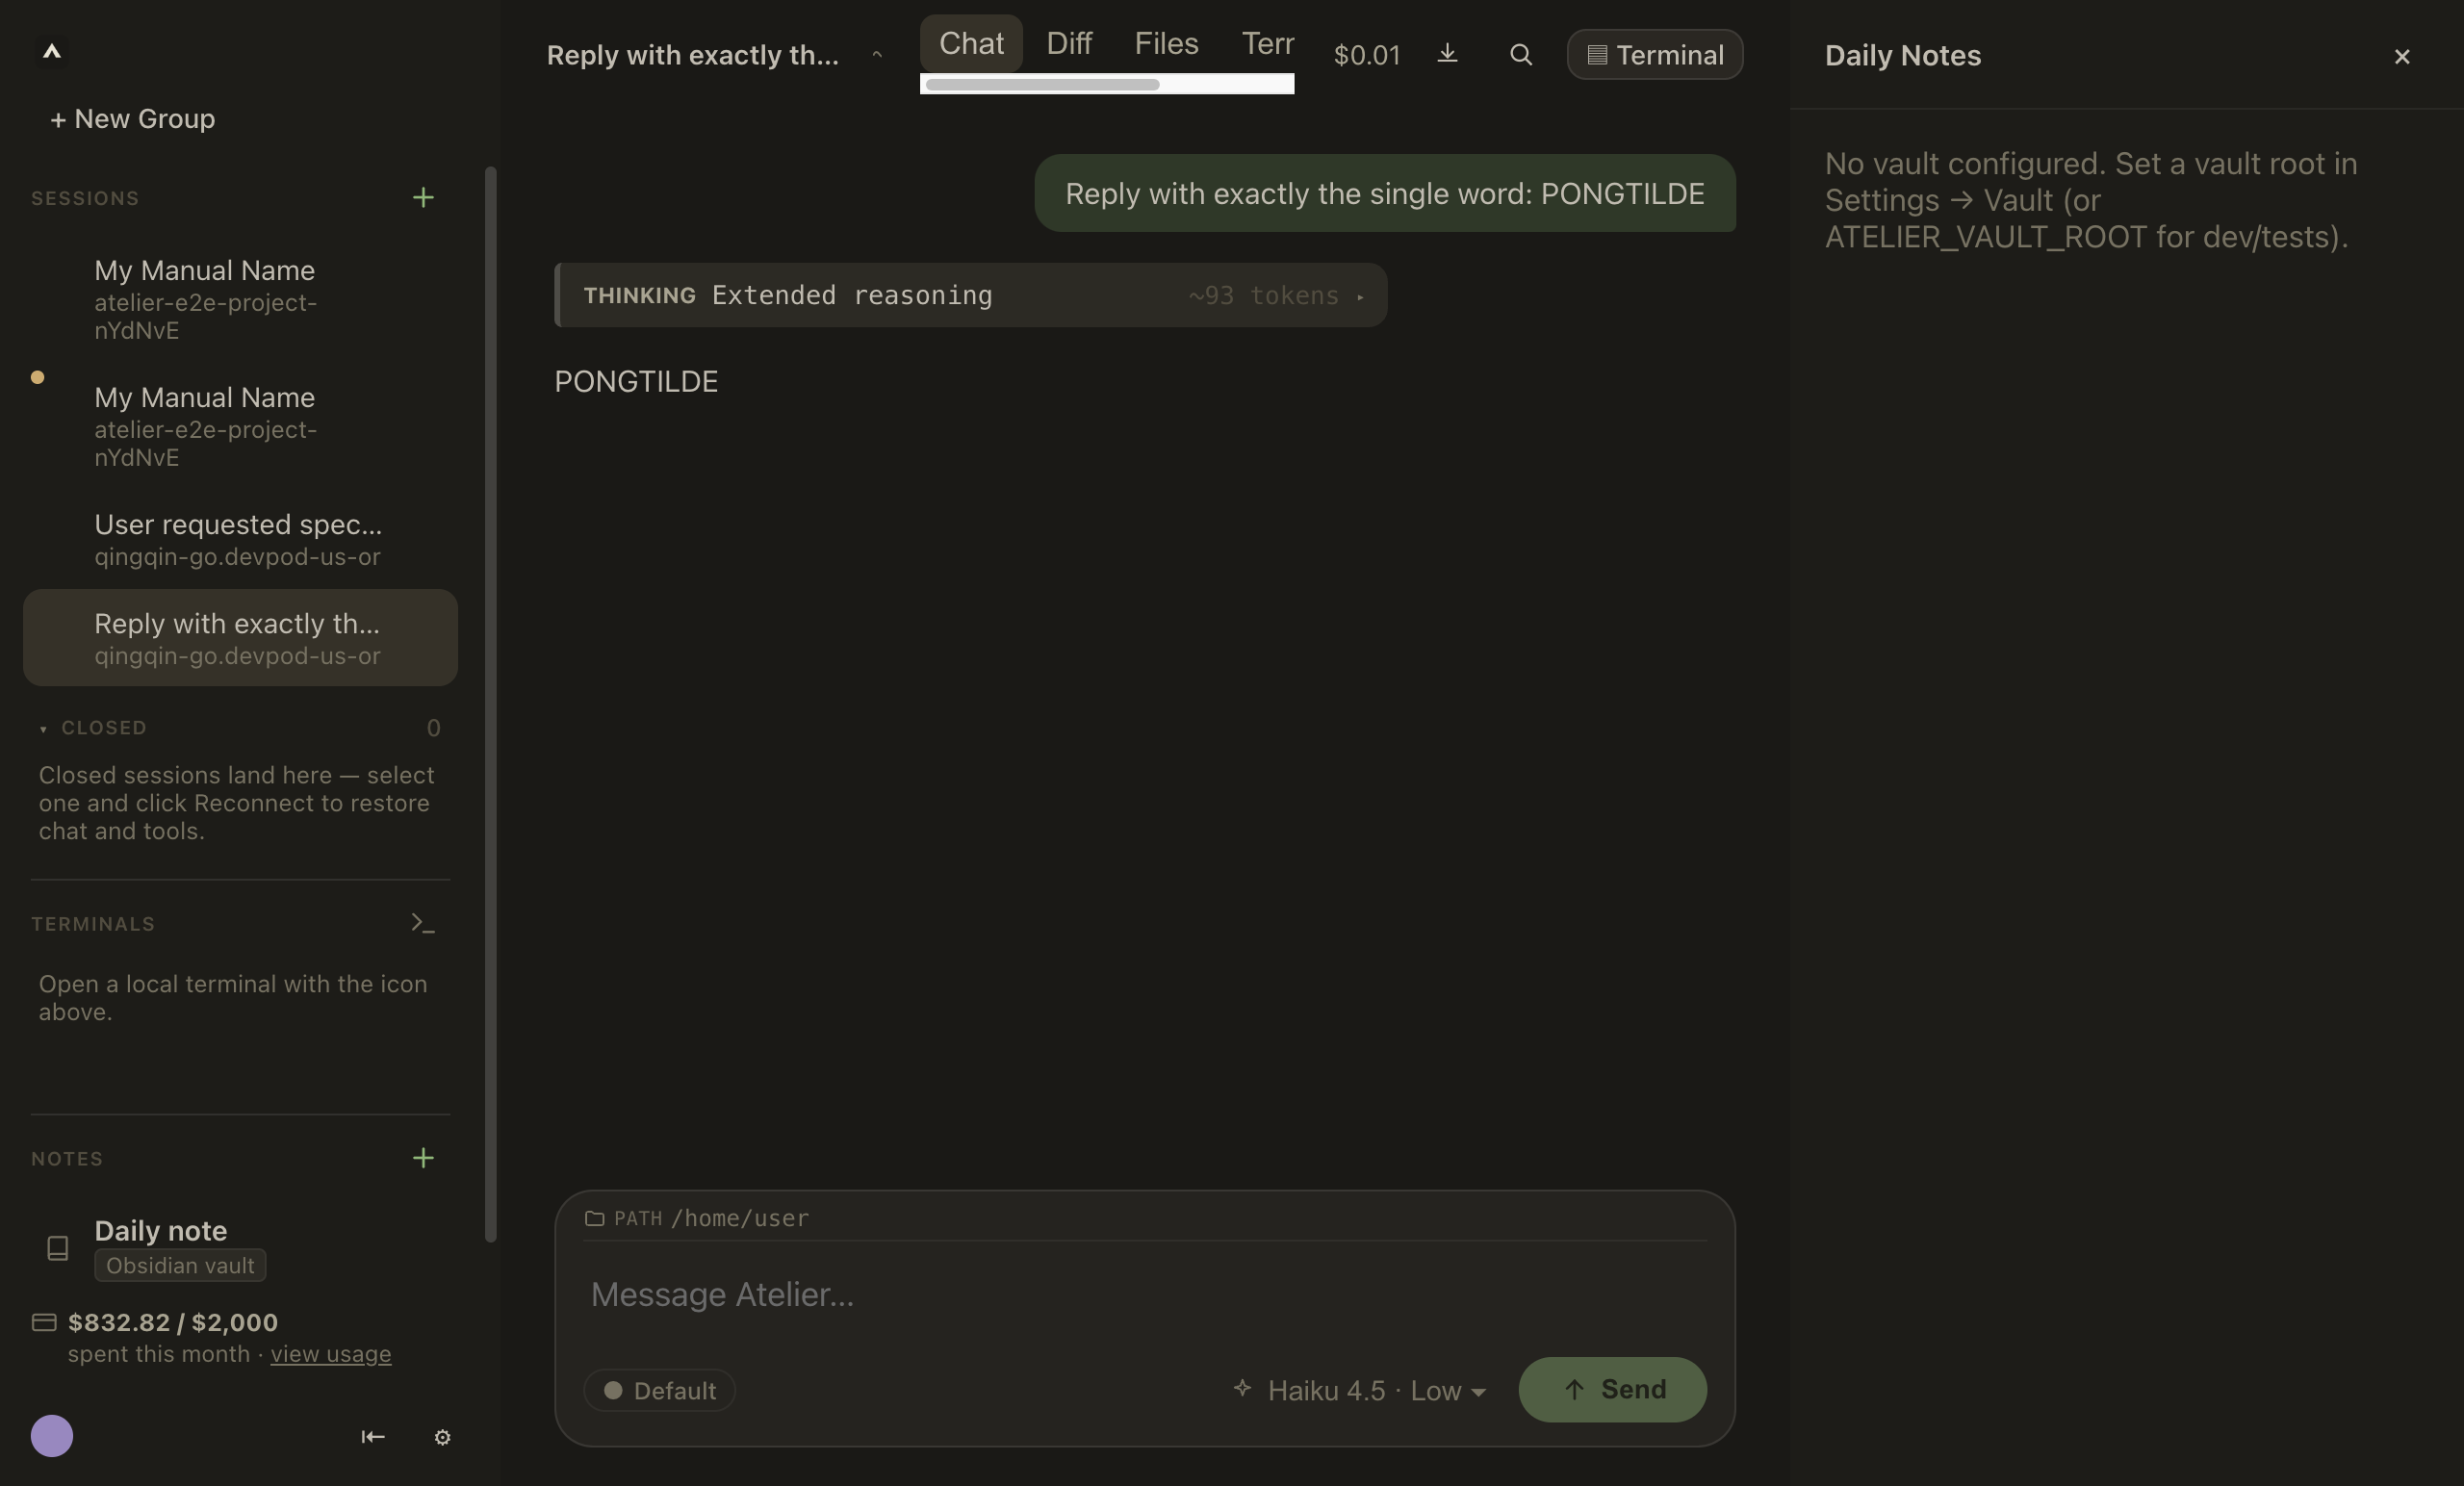 + New Group
SESSIONS
My Manual Name
atelier-e2e-project-
nYdNvE
My Manual Name
atelier-e2e-project-
nYdNvE
User requested spec...
qingqin-go.devpod-us-or
Reply with exactly th...
qingqin-go.devpod-us-or
CLOSED 0
Closed sessions land here — select
one and click Reconnect to restore
chat and tools.
TERMINALS
Open a local terminal with the icon
above.
NOTES
Daily note
Obsidian vault
$832.82 / $2,000
spent this month · view usage
Reply with exactly th...
Chat Diff Files Terr
$0.01
Terminal
Reply with exactly the single word: PONGTILDE
THINKING Extended reasoning ~93 tokens
PONGTILDE
PATH /home/user
Message Atelier...
Default
Haiku 4.5 · Low
Send
Daily Notes
No vault configured. Set a vault root in
Settings → Vault (or
ATELIER_VAULT_ROOT for dev/tests).